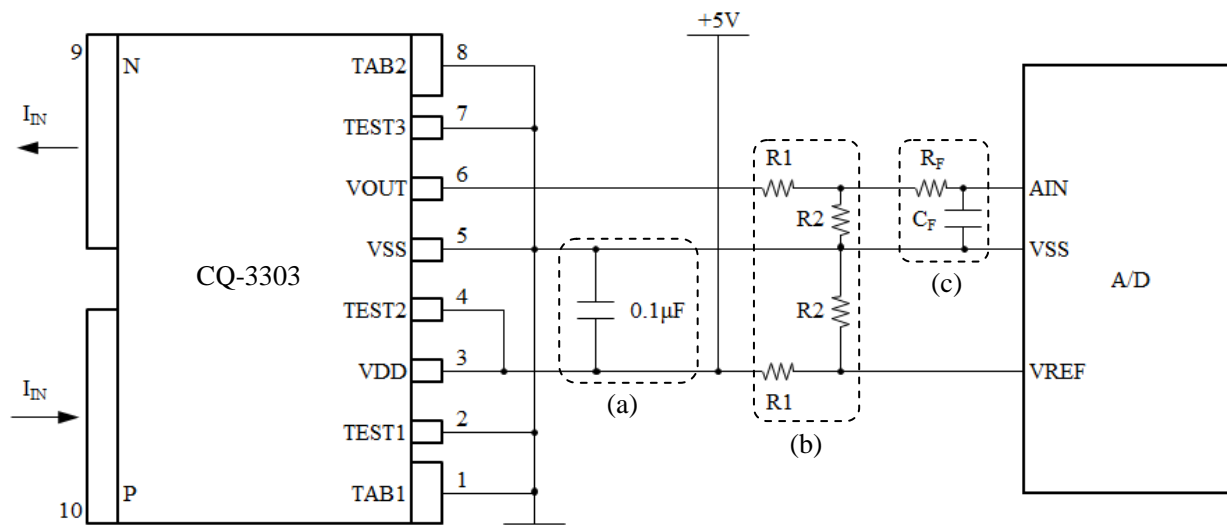 +5V
9
N
TAB2
8
I_IN
TEST3
7
R1
R_F
VOUT
6
AIN
R2
C_F
VSS
5
VSS
CQ-3303
(c)
A/D
TEST2
4
0.1μF
R2
VDD
3
VREF
I_IN
(a)
R1
TEST1
2
(b)
P
TAB1
1
10